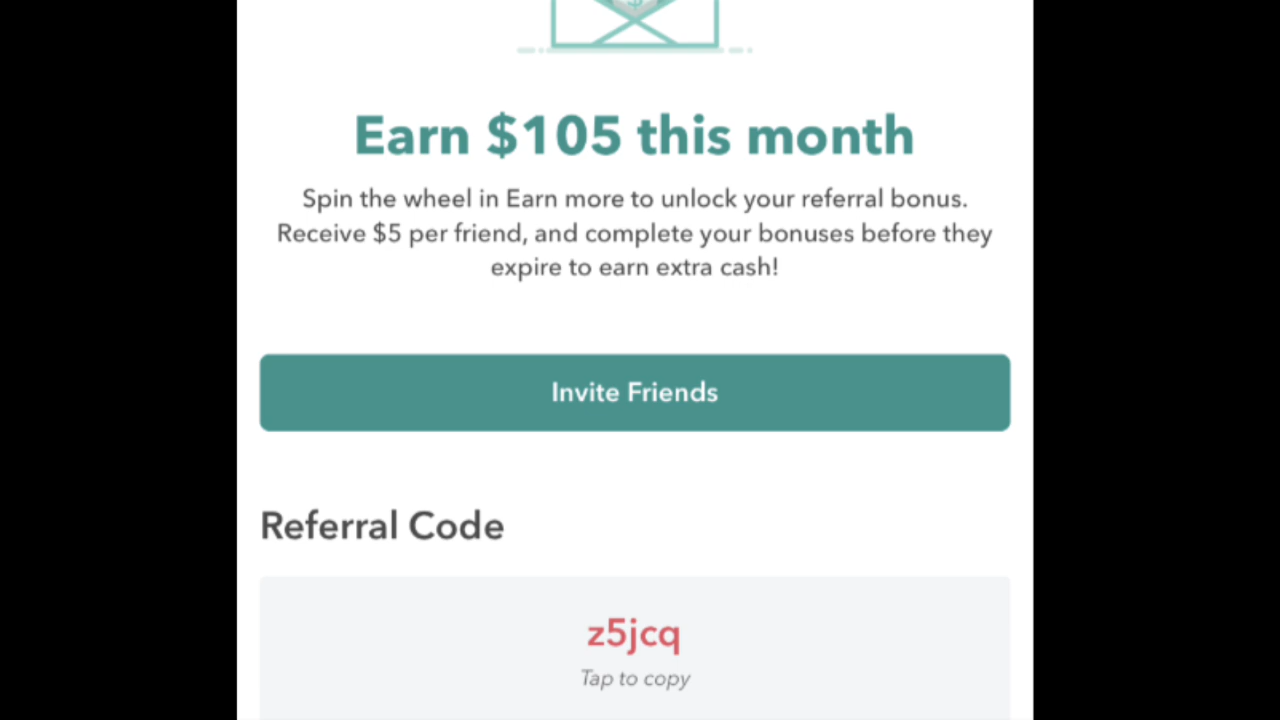 Earn $105 this month
Spin the wheel in Earn more to unlock your referral bonus.
Receive $5 per friend, and complete your bonuses before they
expire to earn extra cash!
Invite Friends
Referral Code
z5jcq
Tap to copy